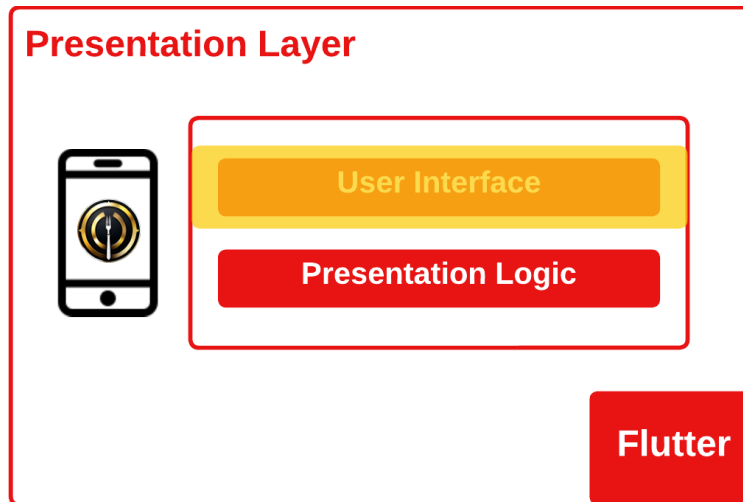 Presentation Layer
User Interface
Presentation Logic
Flutter